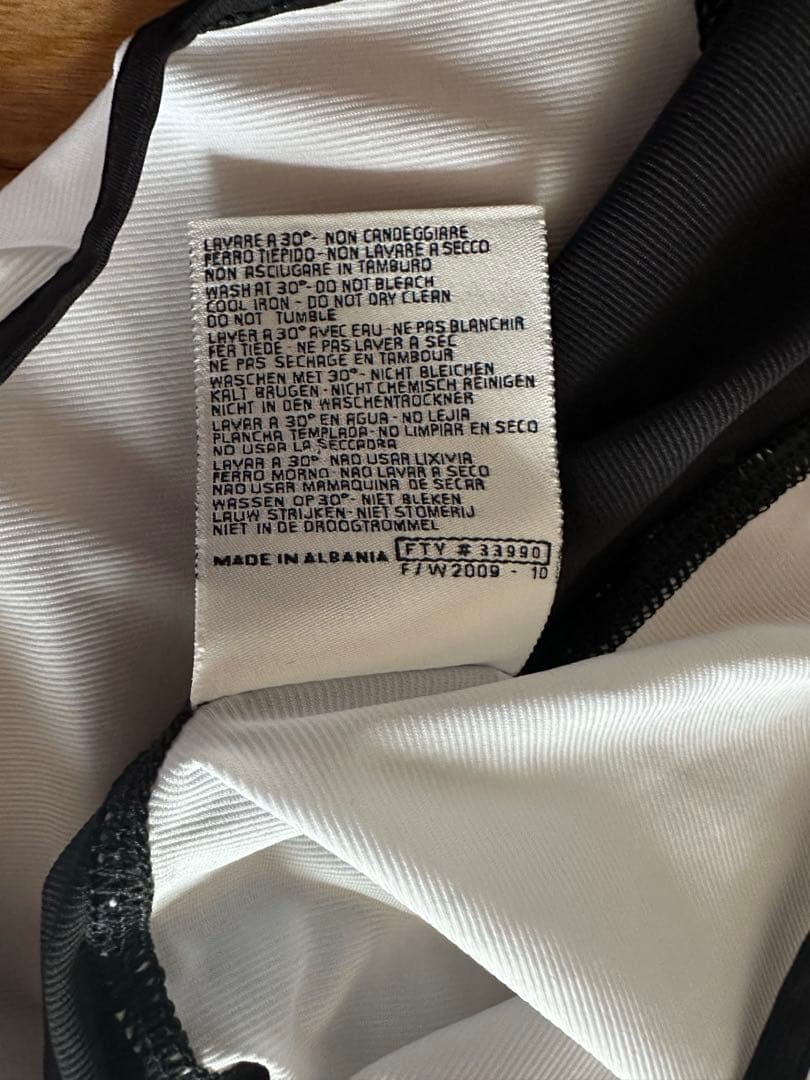 LAVARE A 30°- NON CANDEGGIARE
FERRO TIEPIDO - NON LAVARE A SECCO
NON ASCIUGARE IN TAMBURO
WASH AT 30°- DO NOT BLEACH
COOL IRON - DO NOT DRY CLEAN
DO NOT TUMBLE
LAVER A 30° AVEC EAU - NE PAS BLANCHIR
FER TIEDE - NE PAS LAVER A SEC
NE PAS SECHAGE EN TAMBOUR
WASCHEN MET 30°- NICHT BLEICHEN
KALT BRUGEN - NICHT CHEMISCH REINIGEN
NICHT IN DEN WASCHENTROCKNER
LAVAR A 30° EN AGUA - NO LEJIA
PLANCHA TEMPLADA - NO LIMPIAR EN SECO
NO USAR LA SECCADRA
LAVAR A 30° NAO USAR LIXIVIA
FERRO MORNO - NAO LAVAR A SECO
NAO USAR MAMAQUINA DE SECAR
WASSEN OP 30°- NIET BLEKEN
LAUW STRIJKEN - NIET STOMERIJ
NIET IN DE DROOGTROMMEL
MADE IN ALBANIA FTY # 33990
F/W2009 - 10